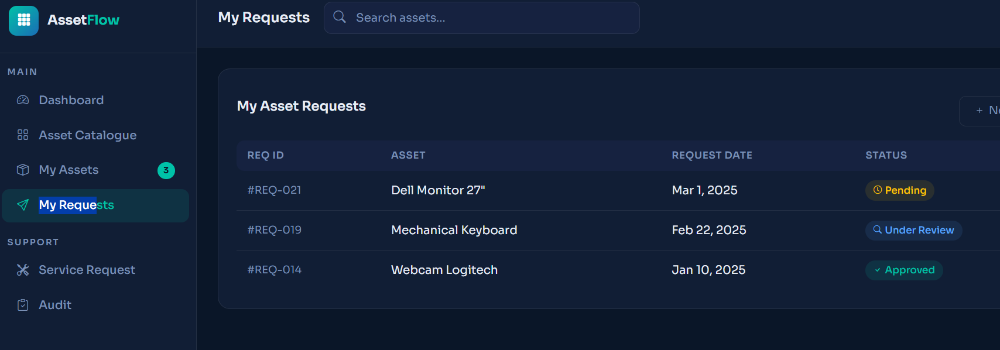 AssetFlow
My Requests
Search assets...
MAIN
Dashboard
Asset Catalogue
My Assets
3
My Requests
SUPPORT
Service Request
Audit
My Asset Requests
+
REQ ID ASSET REQUEST DATE STATUS
#REQ-021 Dell Monitor 27" Mar 1, 2025 Pending
#REQ-019 Mechanical Keyboard Feb 22, 2025 Under Review
#REQ-014 Webcam Logitech Jan 10, 2025 Approved